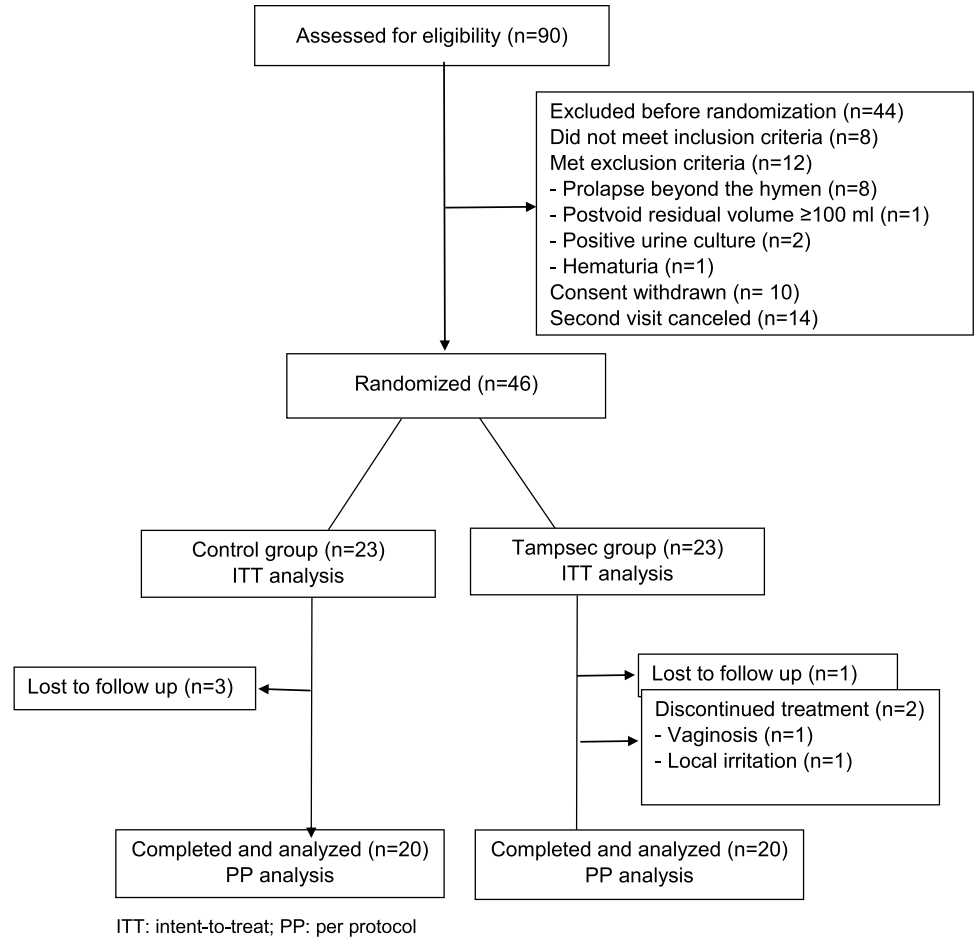 Assessed for eligibility (n=90)
Excluded before randomization (n=44)
Did not meet inclusion criteria (n=8)
Met exclusion criteria (n=12)
- Prolapse beyond the hymen (n=8)
- Postvoid residual volume ≥100 ml (n=1)
- Positive urine culture (n=2)
- Hematuria (n=1)
Consent withdrawn (n= 10)
Second visit canceled (n=14)
Randomized (n=46)
Control group (n=23)
ITT analysis
Tampsec group (n=23)
ITT analysis
Lost to follow up (n=3)
Lost to follow up (n=1)
Discontinued treatment (n=2)
- Vaginosis (n=1)
- Local irritation (n=1)
Completed and analyzed (n=20)
PP analysis
Completed and analyzed (n=20)
PP analysis
ITT: intent-to-treat; PP: per protocol